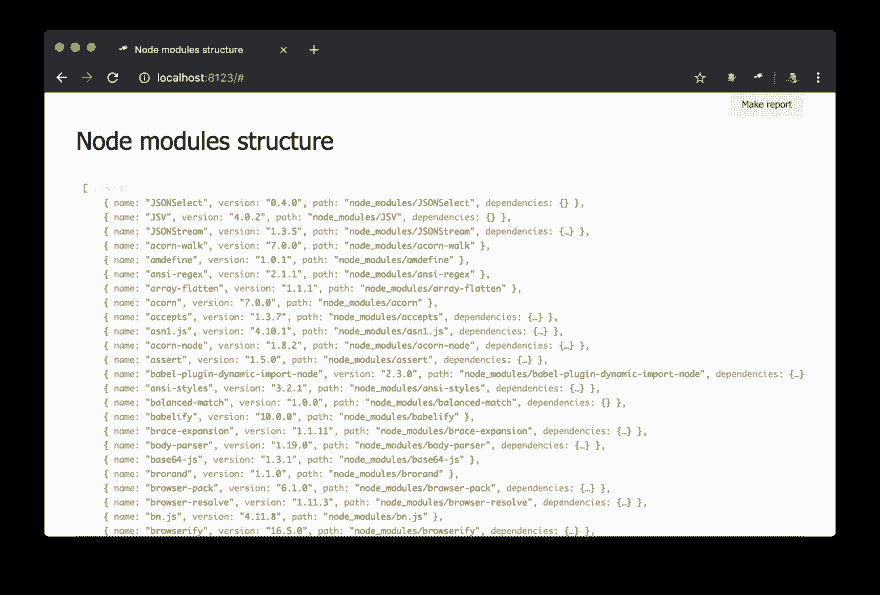 Node modules structure
localhost:8123/#
Make report
Node modules structure
[
{ name: "JSONSelect", version: "0.4.0", path: "node_modules/JSONSelect", dependencies: {} },
{ name: "JSV", version: "4.0.2", path: "node_modules/JSV", dependencies: {} },
{ name: "JSONStream", version: "1.3.5", path: "node_modules/JSONStream", dependencies: {…} },
{ name: "acorn-walk", version: "7.0.0", path: "node_modules/acorn-walk" },
{ name: "amdefine", version: "1.0.1", path: "node_modules/amdefine" },
{ name: "ansi-regex", version: "2.1.1", path: "node_modules/ansi-regex" },
{ name: "array-flatten", version: "1.1.1", path: "node_modules/array-flatten" },
{ name: "acorn", version: "7.0.0", path: "node_modules/acorn" },
{ name: "accepts", version: "1.3.7", path: "node_modules/accepts", dependencies: {…} },
{ name: "asn1.js", version: "4.10.1", path: "node_modules/asn1.js", dependencies: {…} },
{ name: "acorn-node", version: "1.8.2", path: "node_modules/acorn-node", dependencies: {…} },
{ name: "assert", version: "1.5.0", path: "node_modules/assert", dependencies: {…} },
{ name: "babel-plugin-dynamic-import-node", version: "2.3.0", path: "node_modules/babel-plugin-dynamic-import-node", dependencies: {…}
{ name: "ansi-styles", version: "3.2.1", path: "node_modules/ansi-styles", dependencies: {…} },
{ name: "balanced-match", version: "1.0.0", path: "node_modules/balanced-match", dependencies: {} },
{ name: "babelify", version: "10.0.0", path: "node_modules/babelify" },
{ name: "brace-expansion", version: "1.1.11", path: "node_modules/brace-expansion", dependencies: {…} },
{ name: "body-parser", version: "1.19.0", path: "node_modules/body-parser", dependencies: {…} },
{ name: "base64-js", version: "1.3.1", path: "node_modules/base64-js" },
{ name: "brorand", version: "1.1.0", path: "node_modules/brorand" },
{ name: "browser-pack", version: "6.1.0", path: "node_modules/browser-pack", dependencies: {…} },
{ name: "browser-resolve", version: "1.11.3", path: "node_modules/browser-resolve", dependencies: {…} },
{ name: "bn.js", version: "4.11.8", path: "node_modules/bn.js" },
{ name: "browserify", version: "16.5.0", path: "node_modules/browserify", dependencies: {…} },